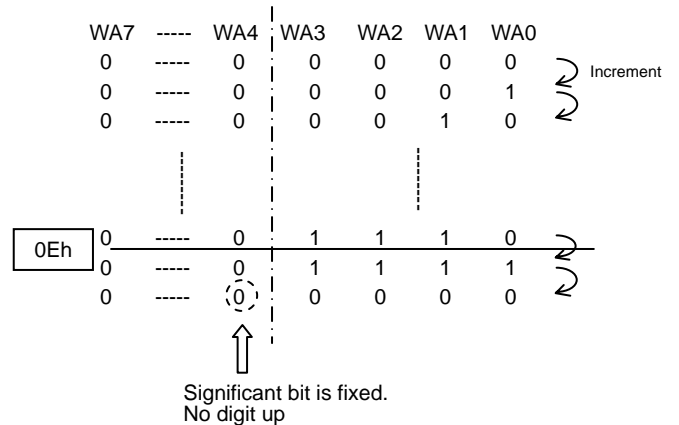 WA7 ----- WA4 WA3 WA2 WA1 WA0
0 ----- 0 0 0 0 0
Increment
0 ----- 0 0 0 0 1
0 ----- 0 0 0 1 0
0Eh
0 ----- 0 1 1 1 0
0 ----- 0 1 1 1 1
0 ----- 0 0 0 0 0
Significant bit is fixed.
No digit up